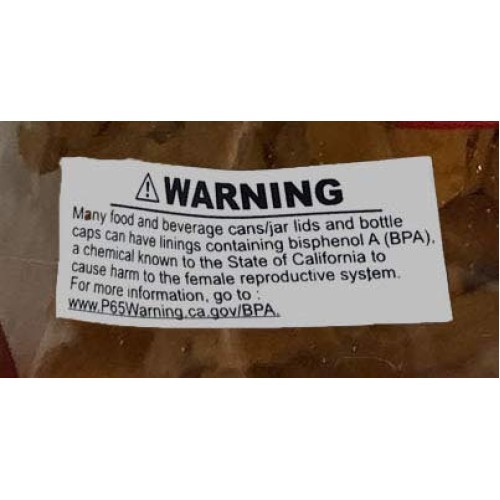 ⚠WARNING
Many food and beverage cans/jar lids and bottle
caps can have linings containing bisphenol A (BPA),
a chemical known to the State of California to
cause harm to the female reproductive system.
For more information, go to :
www.P65Warning.ca.gov/BPA.